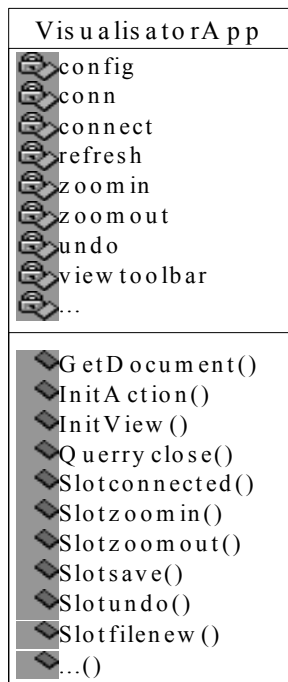 VisualisatorApp
config
conn
connect
refresh
zoomin
zoomout
undo
viewtoolbar
...
GetDocument()
InitAction()
InitView()
Querryclose()
Slotconnected()
Slotzoomin()
Slotzoomout()
Slotsave()
Slotundo()
Slotfilenew()
...()